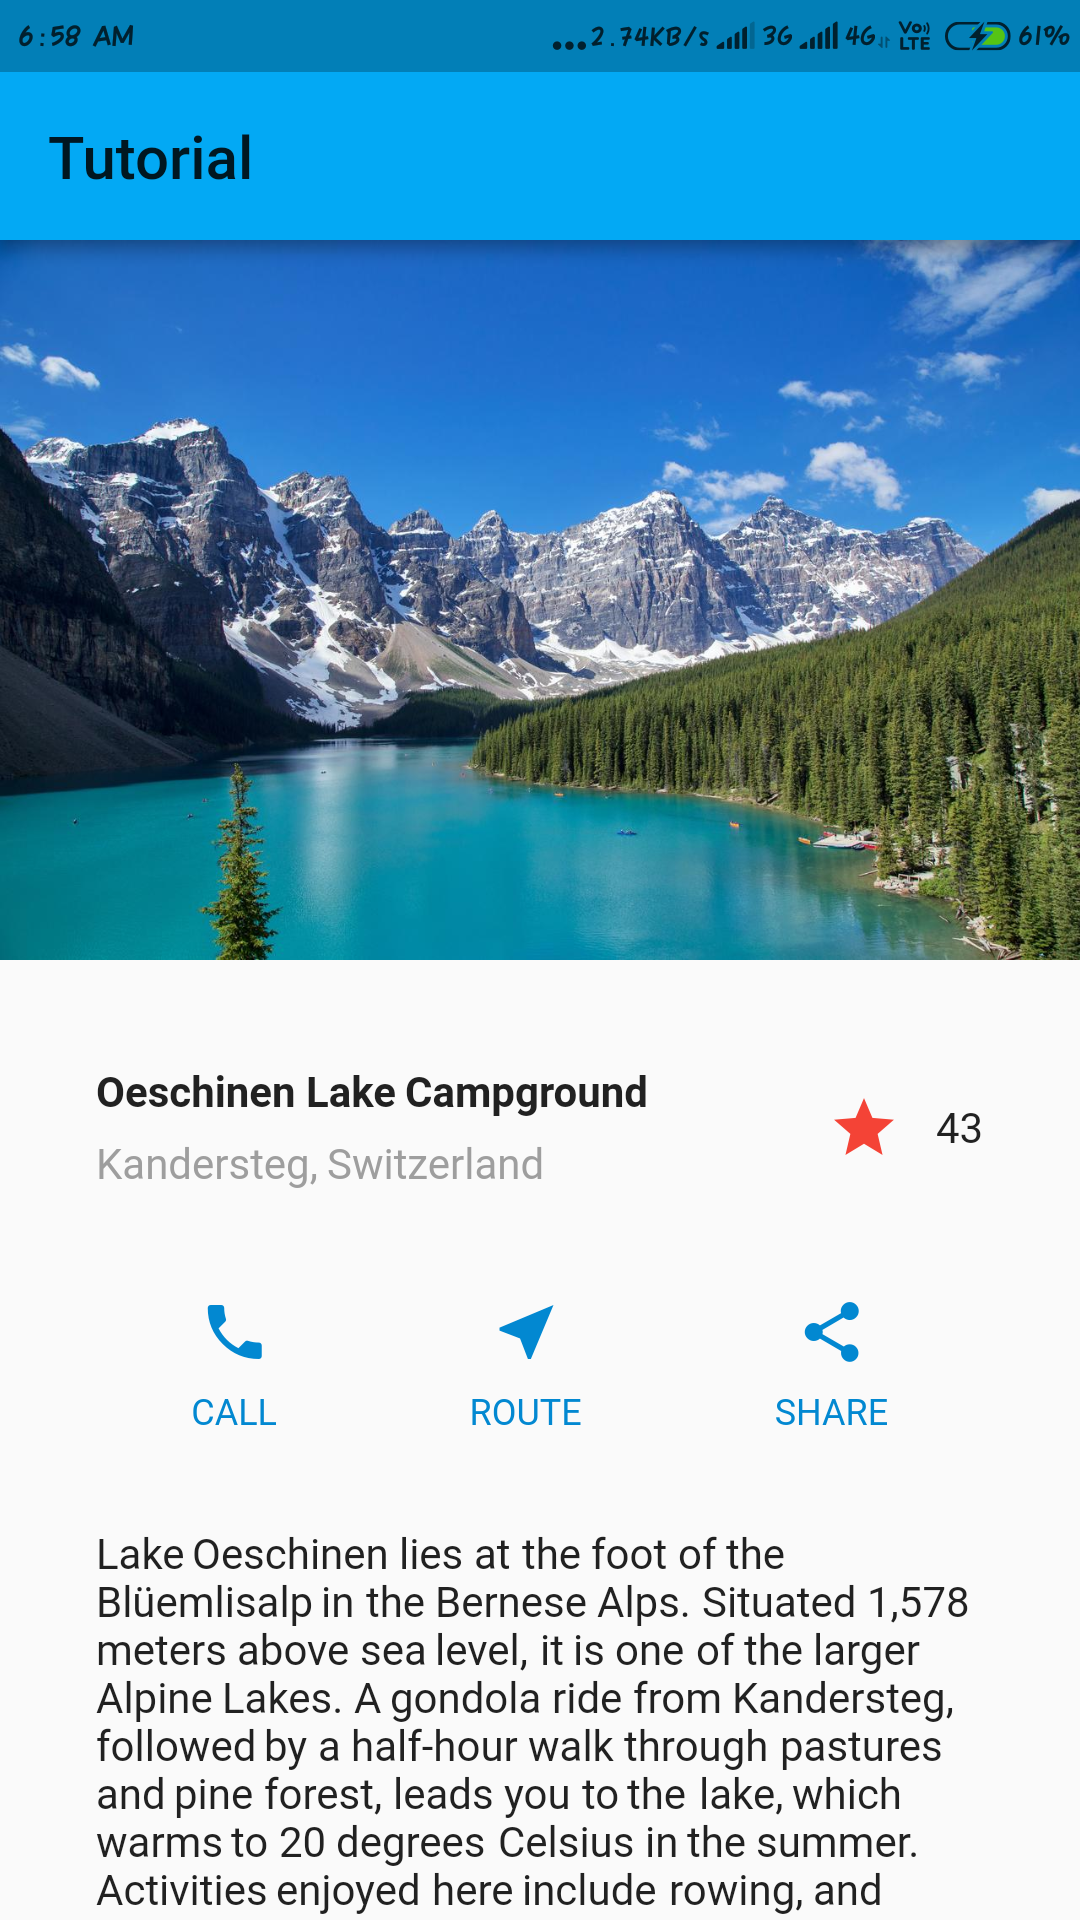 6:58 AM ...2.74KB/s 3G 4G Vo)) LTE 61%
Tutorial
Oeschinen Lake Campground
43
Kandersteg, Switzerland
CALL ROUTE SHARE
Lake Oeschinen lies at the foot of the
Blüemlisalp in the Bernese Alps. Situated 1,578
meters above sea level, it is one of the larger
Alpine Lakes. A gondola ride from Kandersteg,
followed by a half-hour walk through pastures
and pine forest, leads you to the lake, which
warms to 20 degrees Celsius in the summer.
Activities enjoyed here include rowing, and